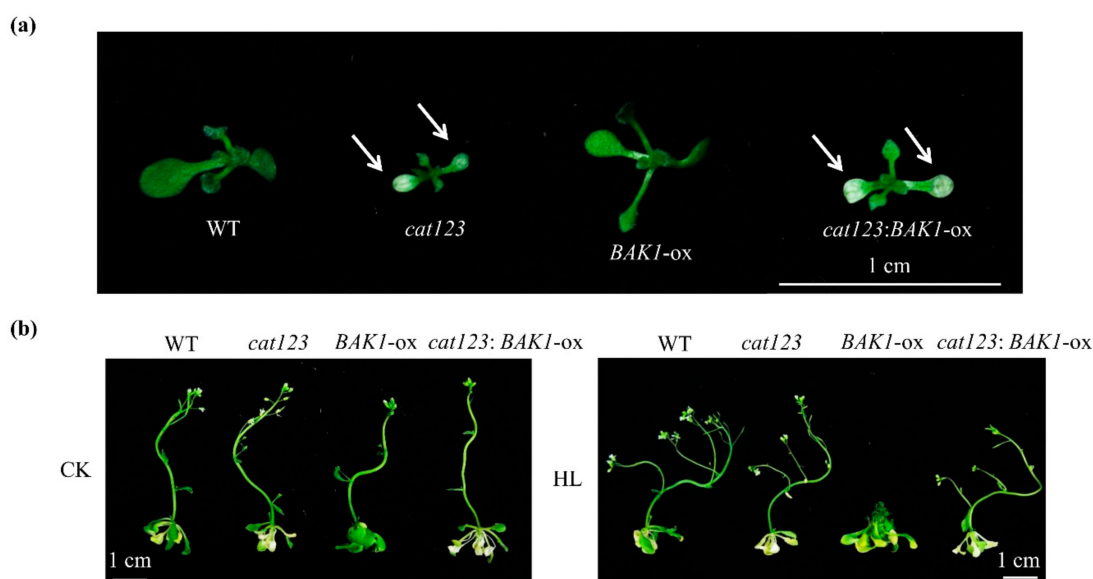 (a)
WT
cat123
BAK1-ox
cat123:BAK1-ox
1 cm
(b)
WT cat123 BAK1-ox cat123: BAK1-ox
WT cat123 BAK1-ox cat123: BAK1-ox
CK
HL
1 cm
1 cm